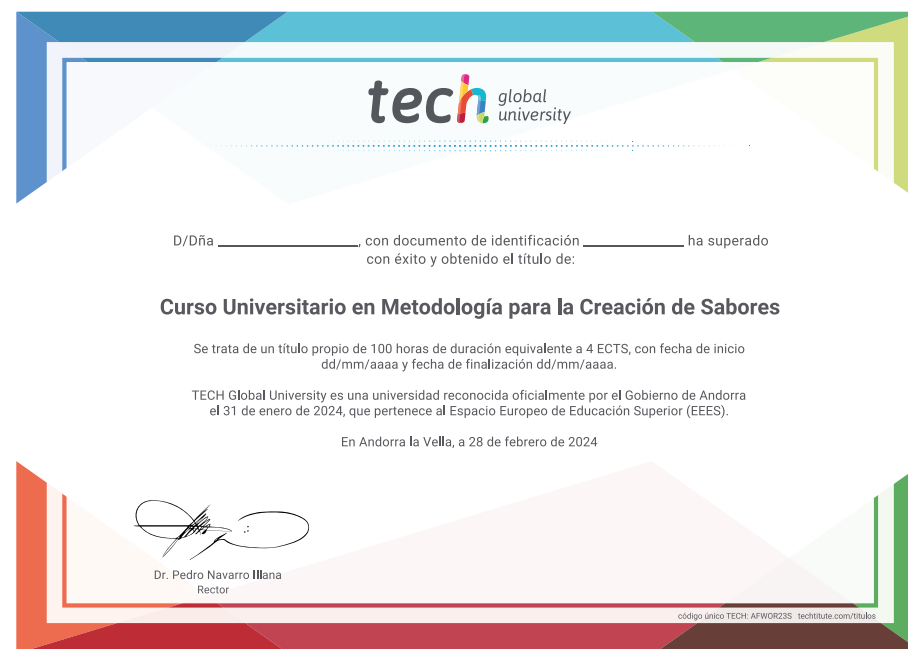 tech global university
D/Dña ____________________, con documento de identificación ______________ ha superado
con éxito y obtenido el título de:
Curso Universitario en Metodología para la Creación de Sabores
Se trata de un título propio de 100 horas de duración equivalente a 4 ECTS, con fecha de inicio
dd/mm/aaaa y fecha de finalización dd/mm/aaaa.
TECH Global University es una universidad reconocida oficialmente por el Gobierno de Andorra
el 31 de enero de 2024, que pertenece al Espacio Europeo de Educación Superior (EEES).
En Andorra la Vella, a 28 de febrero de 2024
Dr. Pedro Navarro Illana
Rector
código único TECH: AFWOR23S techtitute.com/titulos